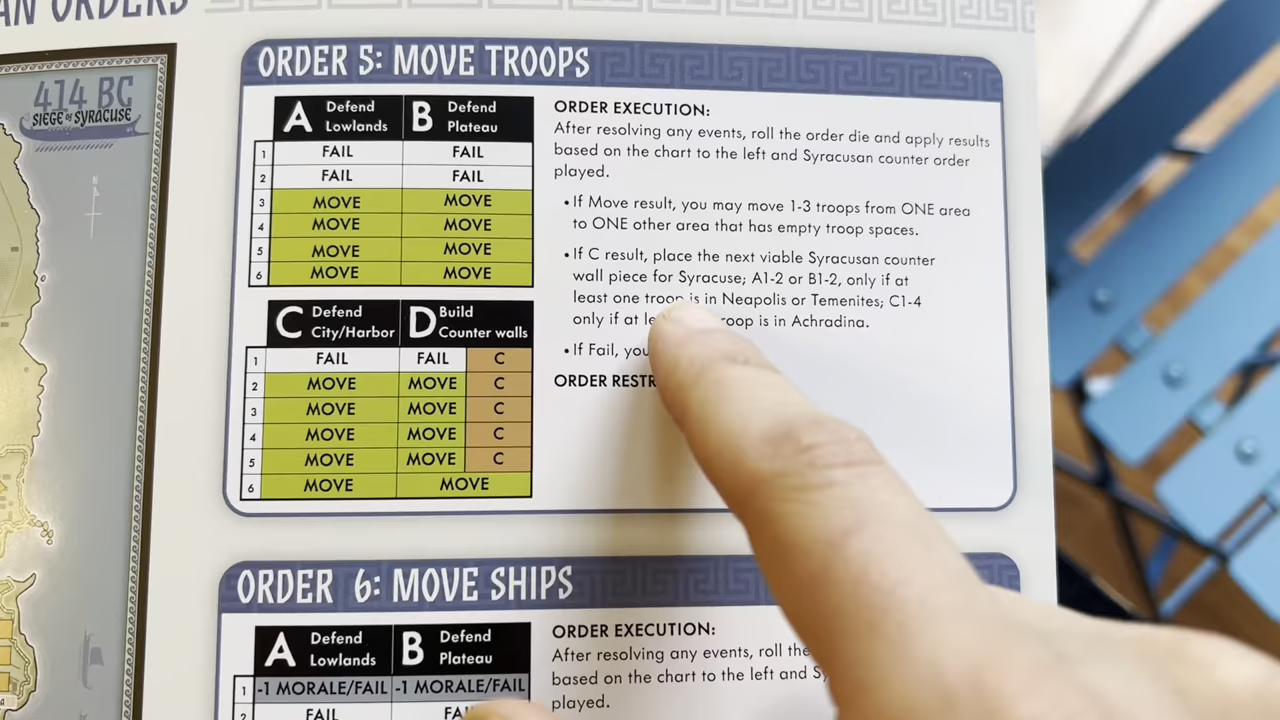 AN ORDERS
414 BC
SIEGE of SYRACUSE
N
ORDER 5: MOVE TROOPS
A Defend Lowlands B Defend Plateau
1 FAIL FAIL
2 FAIL FAIL
3 MOVE MOVE
4 MOVE MOVE
5 MOVE MOVE
6 MOVE MOVE
C Defend City/Harbor D Build Counter walls
1 FAIL FAIL C
2 MOVE MOVE C
3 MOVE MOVE C
4 MOVE MOVE C
5 MOVE MOVE C
6 MOVE MOVE
ORDER EXECUTION:
After resolving any events, roll the order die and apply results
based on the chart to the left and Syracusan counter order
played.
• If Move result, you may move 1-3 troops from ONE area
to ONE other area that has empty troop spaces.
• If C result, place the next viable Syracusan counter
wall piece for Syracuse; A1-2 or B1-2, only if at
least one troop is in Neapolis or Temenites; C1-4
only if at le roop is in Achradina.
• If Fail, you
ORDER RESTR
ORDER 6: MOVE SHIPS
A Defend Lowlands B Defend Plateau
1 -1 MORALE/FAIL -1 MORALE/FAIL
2 FAIL FA
ORDER EXECUTION:
After resolving any events, roll the
based on the chart to the left and Sy
played.